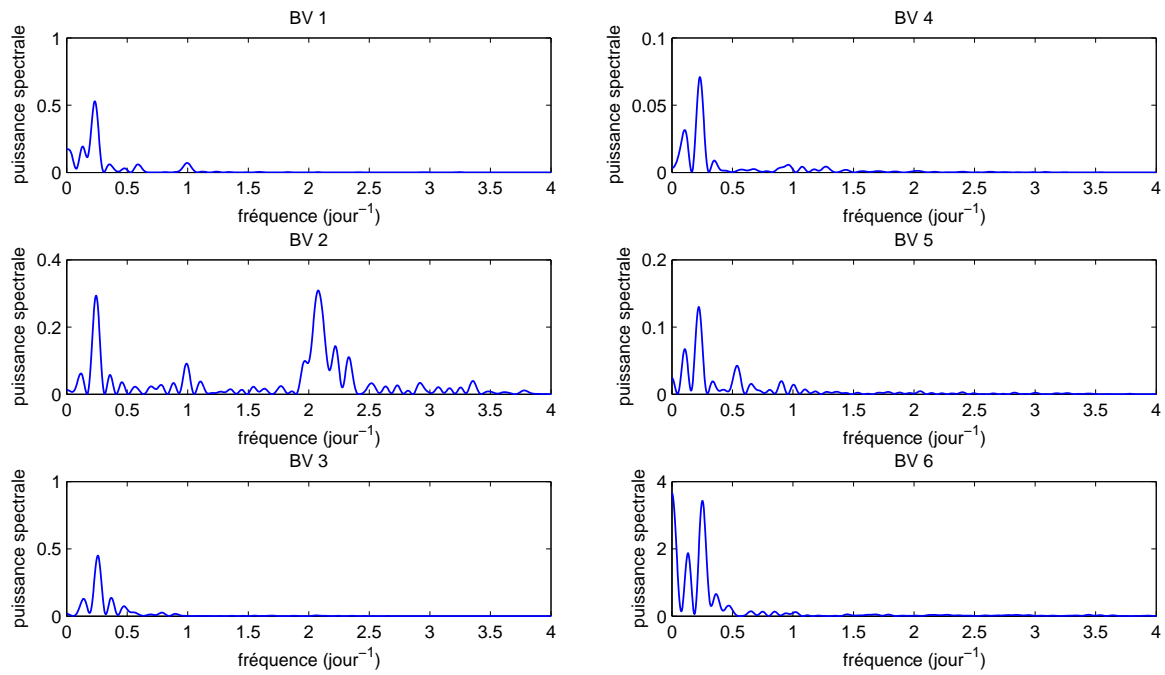 BV 1
puissance spectrale
1
0.5
0
0 0.5 1 1.5 2 2.5 3 3.5 4
fréquence (jour⁻¹)
BV 4
puissance spectrale
0.1
0.05
0
0 0.5 1 1.5 2 2.5 3 3.5 4
fréquence (jour⁻¹)
BV 2
puissance spectrale
0.4
0.2
0
0 0.5 1 1.5 2 2.5 3 3.5 4
fréquence (jour⁻¹)
BV 5
puissance spectrale
0.2
0.1
0
0 0.5 1 1.5 2 2.5 3 3.5 4
fréquence (jour⁻¹)
BV 3
puissance spectrale
1
0.5
0
0 0.5 1 1.5 2 2.5 3 3.5 4
fréquence (jour⁻¹)
BV 6
puissance spectrale
4
2
0
0 0.5 1 1.5 2 2.5 3 3.5 4
fréquence (jour⁻¹)